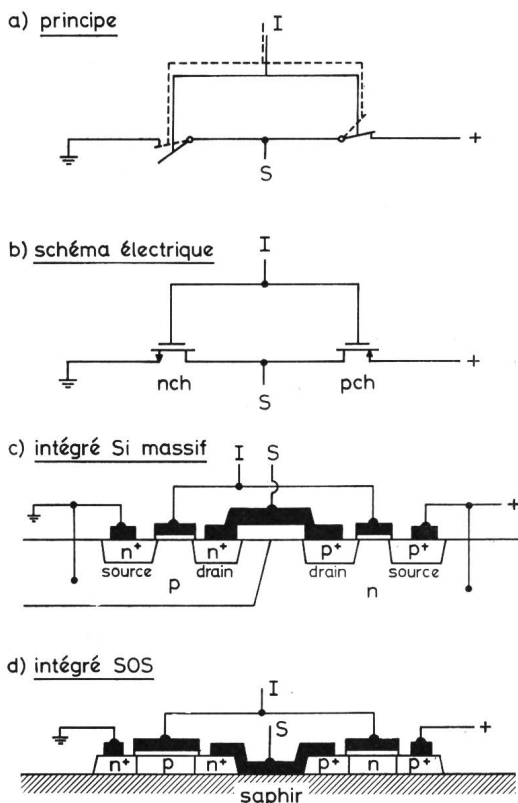 a) principe
I
+
S
b) schéma électrique
I
+
nch
pch
S
c) intégré Si massif
I S
+
n+ n+ p+ p+
source drain drain source
p n
d) intégré SOS
I
S
+
n+ p n+ p+ n p+
saphir